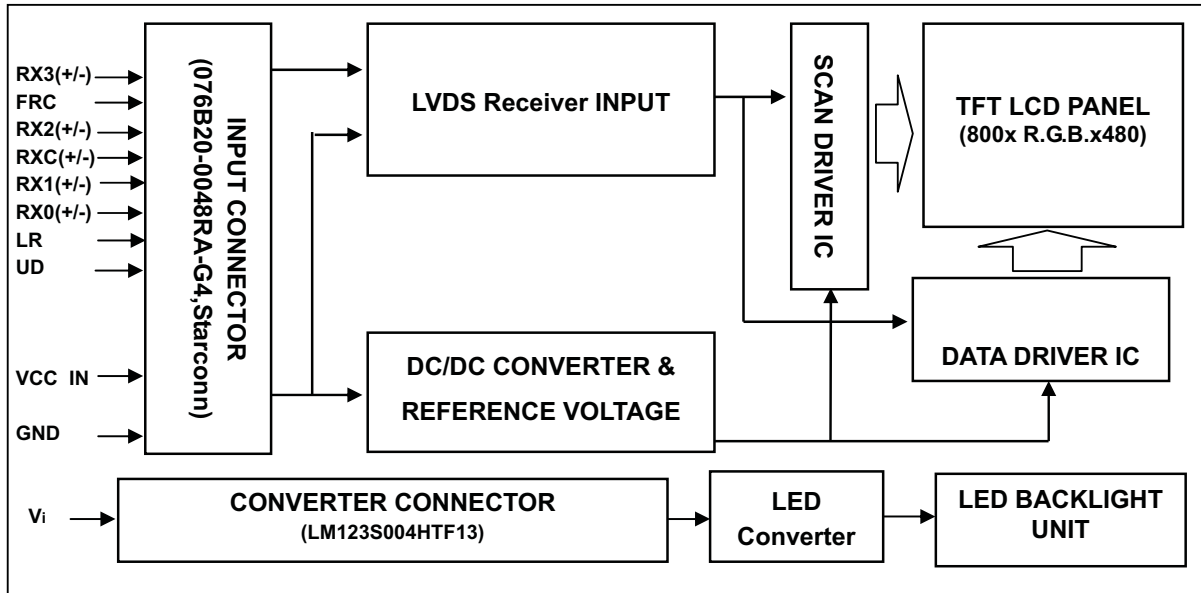 RX3(+/-)
FRC
RX2(+/-)
RXC(+/-)
RX1(+/-)
RX0(+/-)
LR
UD
VCC IN
GND
INPUT CONNECTOR
(076B20-0048RA-G4,Starconn)
LVDS Receiver INPUT
SCAN DRIVER IC
TFT LCD PANEL
(800x R.G.B.x480)
DC/DC CONVERTER &
REFERENCE VOLTAGE
DATA DRIVER IC
Vi
CONVERTER CONNECTOR
(LM123S004HTF13)
LED
Converter
LED BACKLIGHT
UNIT